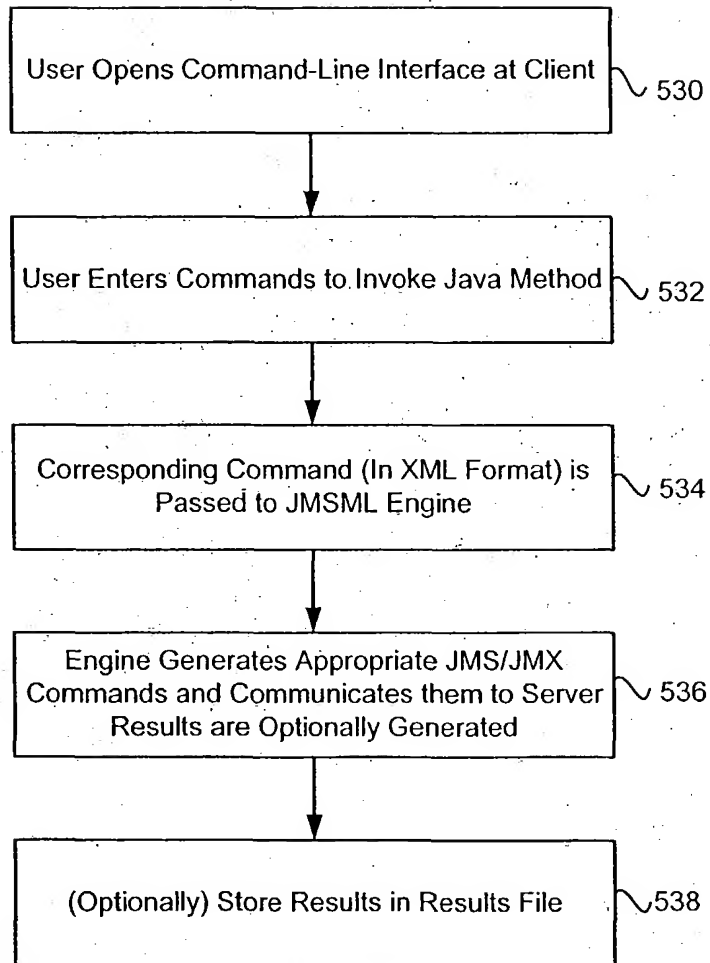 User Opens Command-Line Interface at Client
530
User Enters Commands to Invoke Java Method
532
Corresponding Command (In XML Format) is
Passed to JMSML Engine
534
Engine Generates Appropriate JMS/JMX
Commands and Communicates them to Server
Results are Optionally Generated
536
(Optionally) Store Results in Results File
538